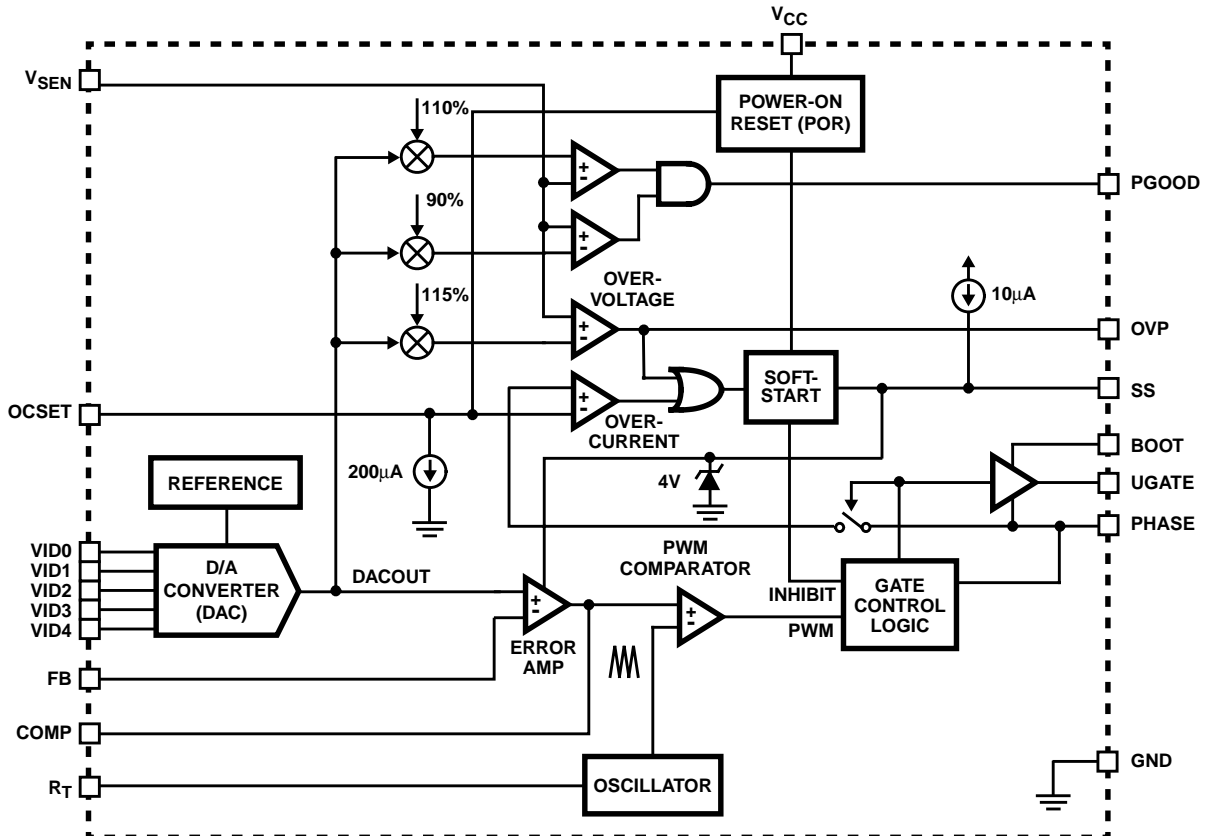 VCC
VSEN
POWER-ON
RESET (POR)
110%
+
-
PGOOD
90%
+
-
OVER-
VOLTAGE
10µA
115%
+
-
OVP
SOFT-
START
SS
OCSET
+
-
OVER-
CURRENT
BOOT
200µA
4V
UGATE
REFERENCE
PHASE
VID0
VID1
VID2
VID3
VID4
D/A
CONVERTER
(DAC)
DACOUT
PWM
COMPARATOR
INHIBIT
GATE
CONTROL
LOGIC
+
-
+
-
PWM
ERROR
AMP
FB
COMP
GND
RT
OSCILLATOR